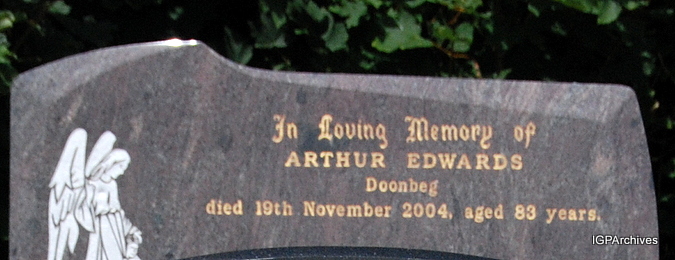 In Loving Memory of
ARTHUR EDWARDS
Doonbeg
died 19th November 2004, aged 83 years.
IGPArchives